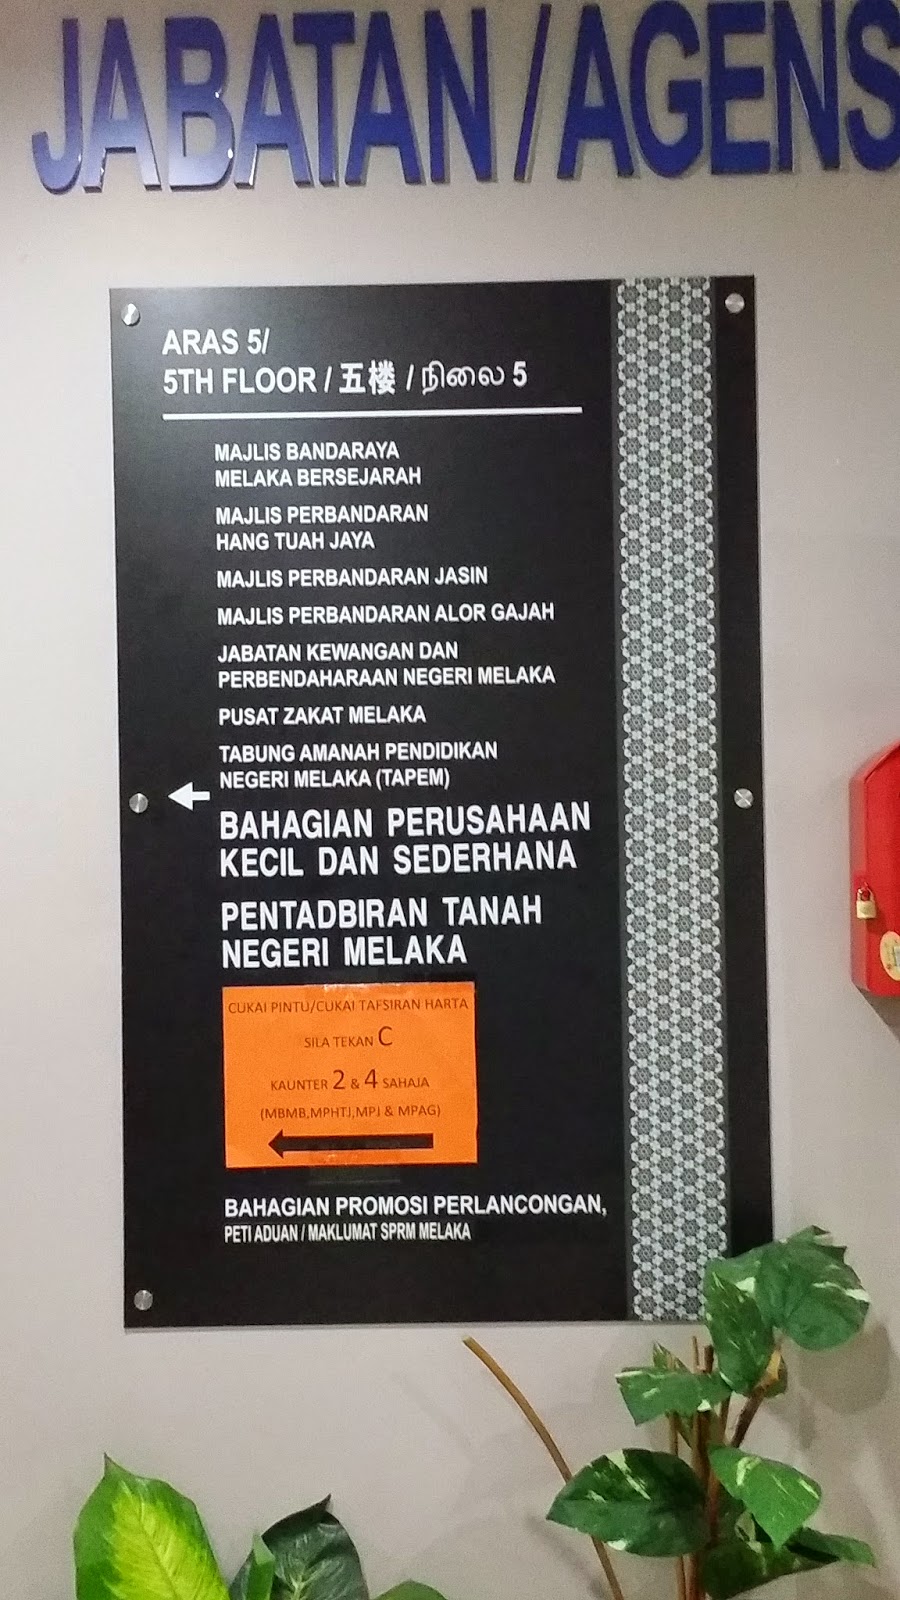 JABATAN / AGENS
ARAS 5/
5TH FLOOR / 五楼 / நிலை 5
MAJLIS BANDARAYA
MELAKA BERSEJARAH
MAJLIS PERBANDARAN
HANG TUAH JAYA
MAJLIS PERBANDARAN JASIN
MAJLIS PERBANDARAN ALOR GAJAH
JABATAN KEWANGAN DAN
PERBENDAHARAAN NEGERI MELAKA
PUSAT ZAKAT MELAKA
TABUNG AMANAH PENDIDIKAN
NEGERI MELAKA (TAPEM)
BAHAGIAN PERUSAHAAN
KECIL DAN SEDERHANA
PENTADBIRAN TANAH
NEGERI MELAKA
CUKAI PINTU/CUKAI TAFSIRAN HARTA
SILA TEKAN C
KAUNTER 2 & 4 SAHAJA
(MBMB,MPHTJ,MPJ & MPAG)
BAHAGIAN PROMOSI PERLANCONGAN,
PETI ADUAN / MAKLUMAT SPRM MELAKA